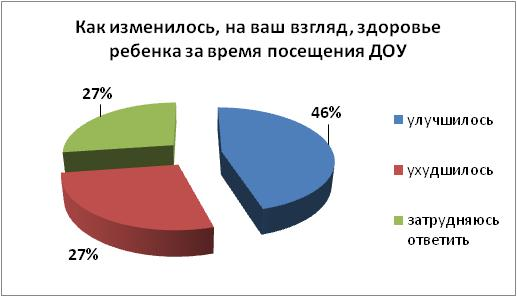 Как изменилось, на ваш взгляд, здоровье
ребенка за время посещения ДОУ
27%
46%
27%
улучшилось
ухудшилось
затрудняюсь
ответить